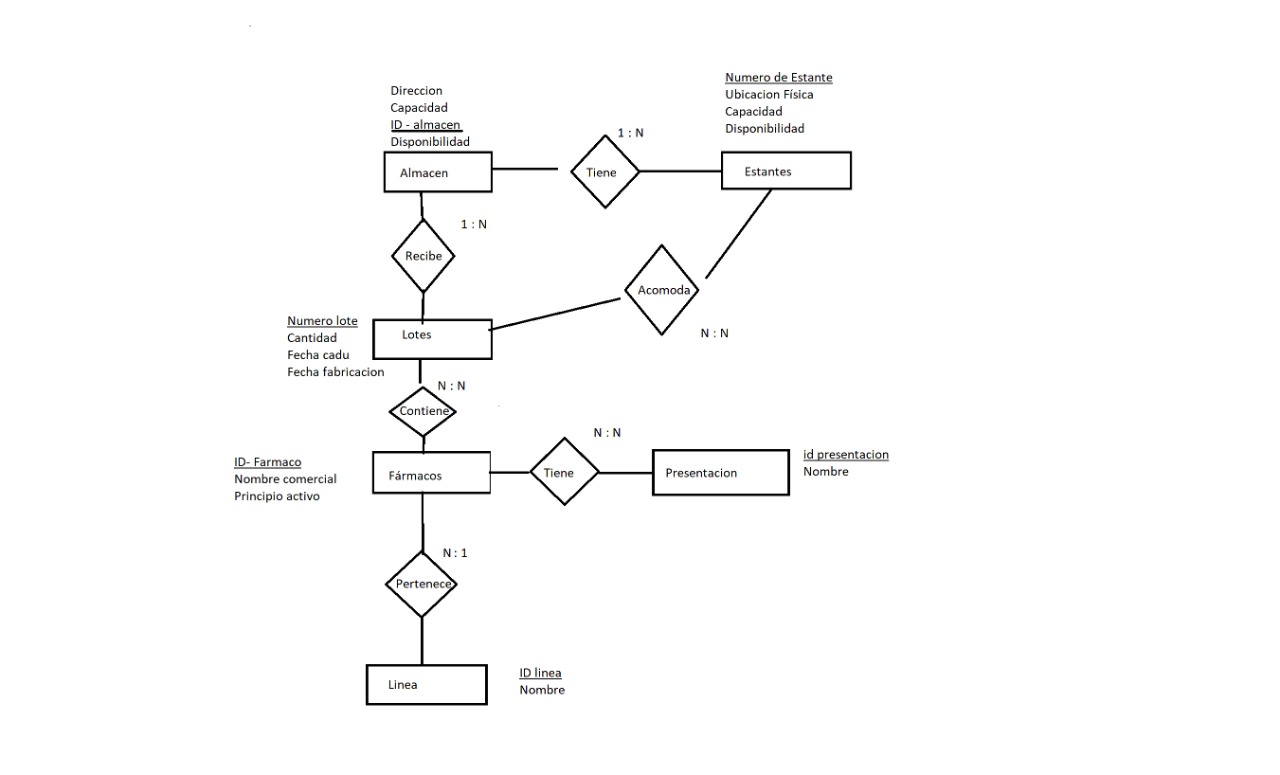 Numero de Estante
Ubicacion Física
Capacidad
Disponibilidad
Direccion
Capacidad
ID - almacen
Disponibilidad
1 : N
Almacen
Tiene
Estantes
1 : N
Recibe
Acomoda
Numero lote
Cantidad
Fecha cadu
Fecha fabricacion
Lotes
N : N
N : N
Contiene
N : N
ID- Farmaco
Nombre comercial
Principio activo
Fármacos
Tiene
Presentacion
id presentacion
Nombre
N : 1
Pertenece
Linea
ID linea
Nombre